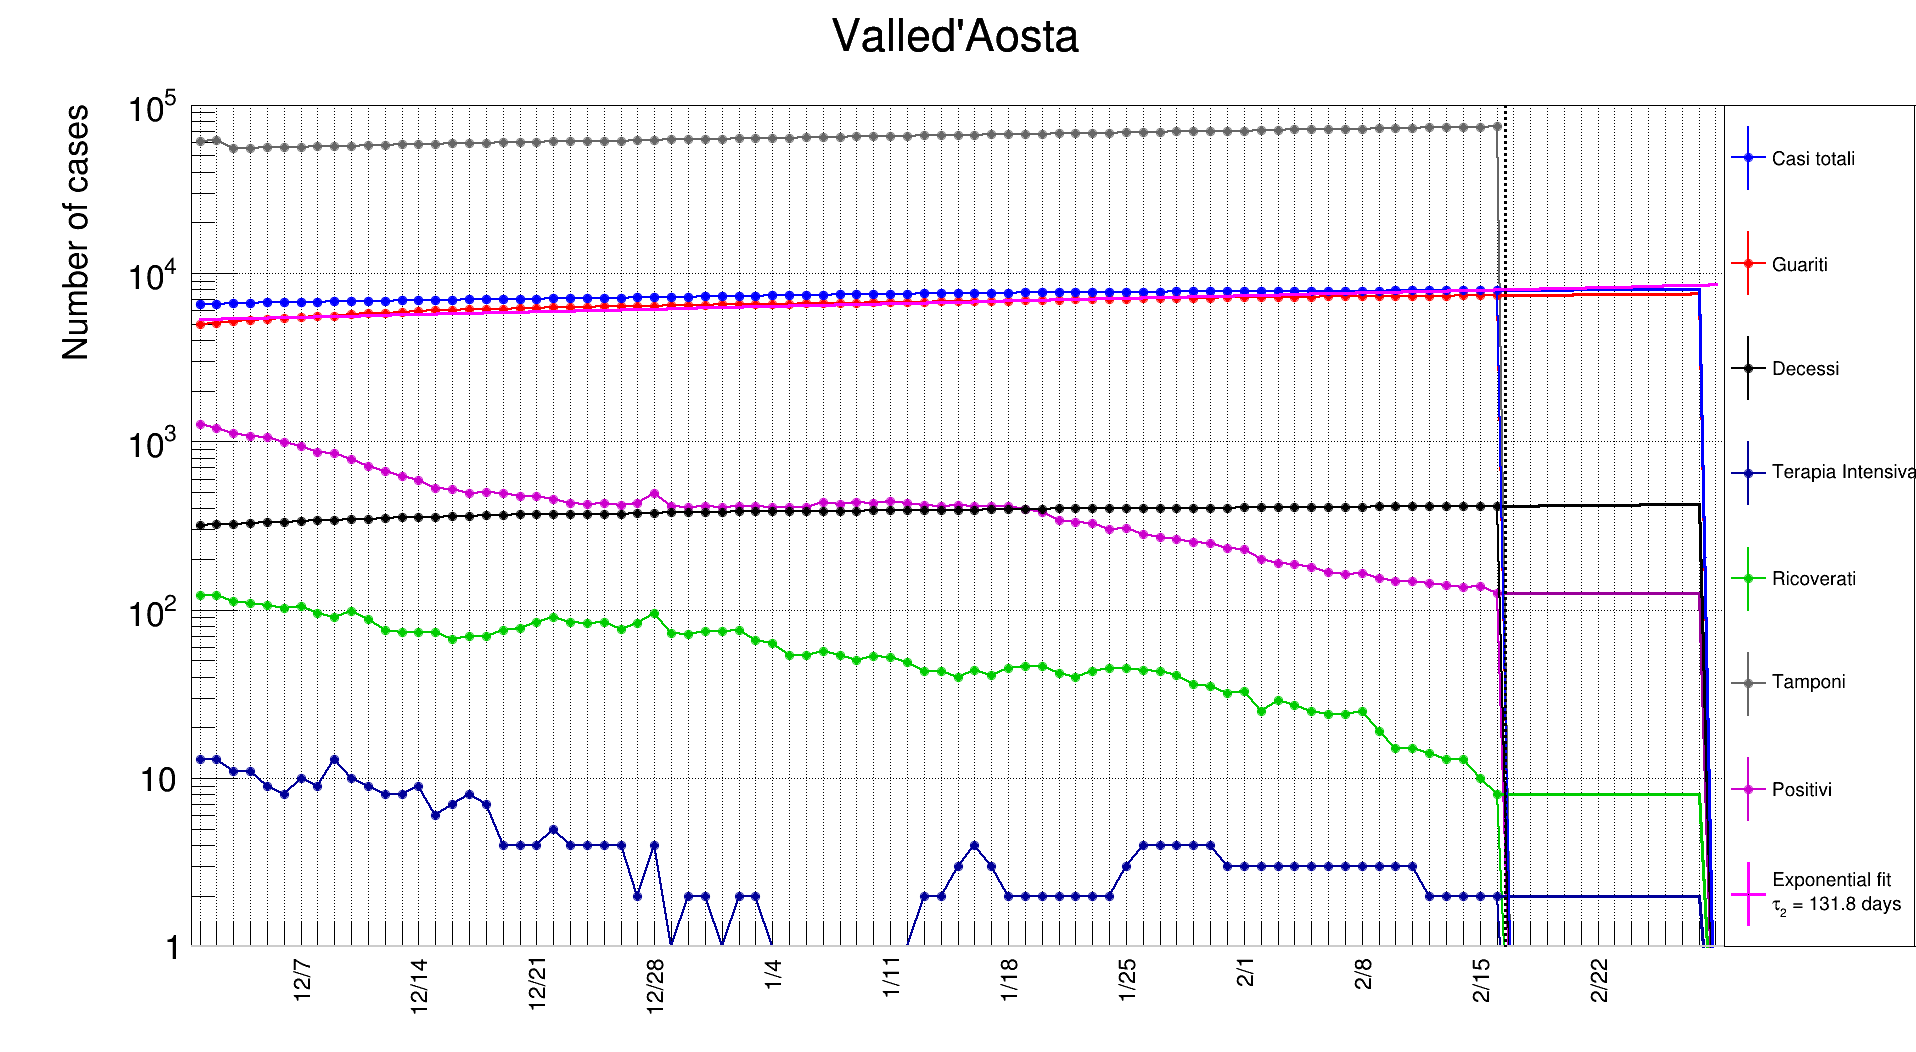 Valled'Aosta
Number of cases
10^5
10^4
10^3
10^2
10
1
12/7
12/14
12/21
12/28
1/4
1/11
1/18
1/25
2/1
2/8
2/15
2/22
Casi totali
Guariti
Decessi
Terapia Intensiva
Ricoverati
Tamponi
Positivi
Exponential fit
τ_2 = 131.8 days